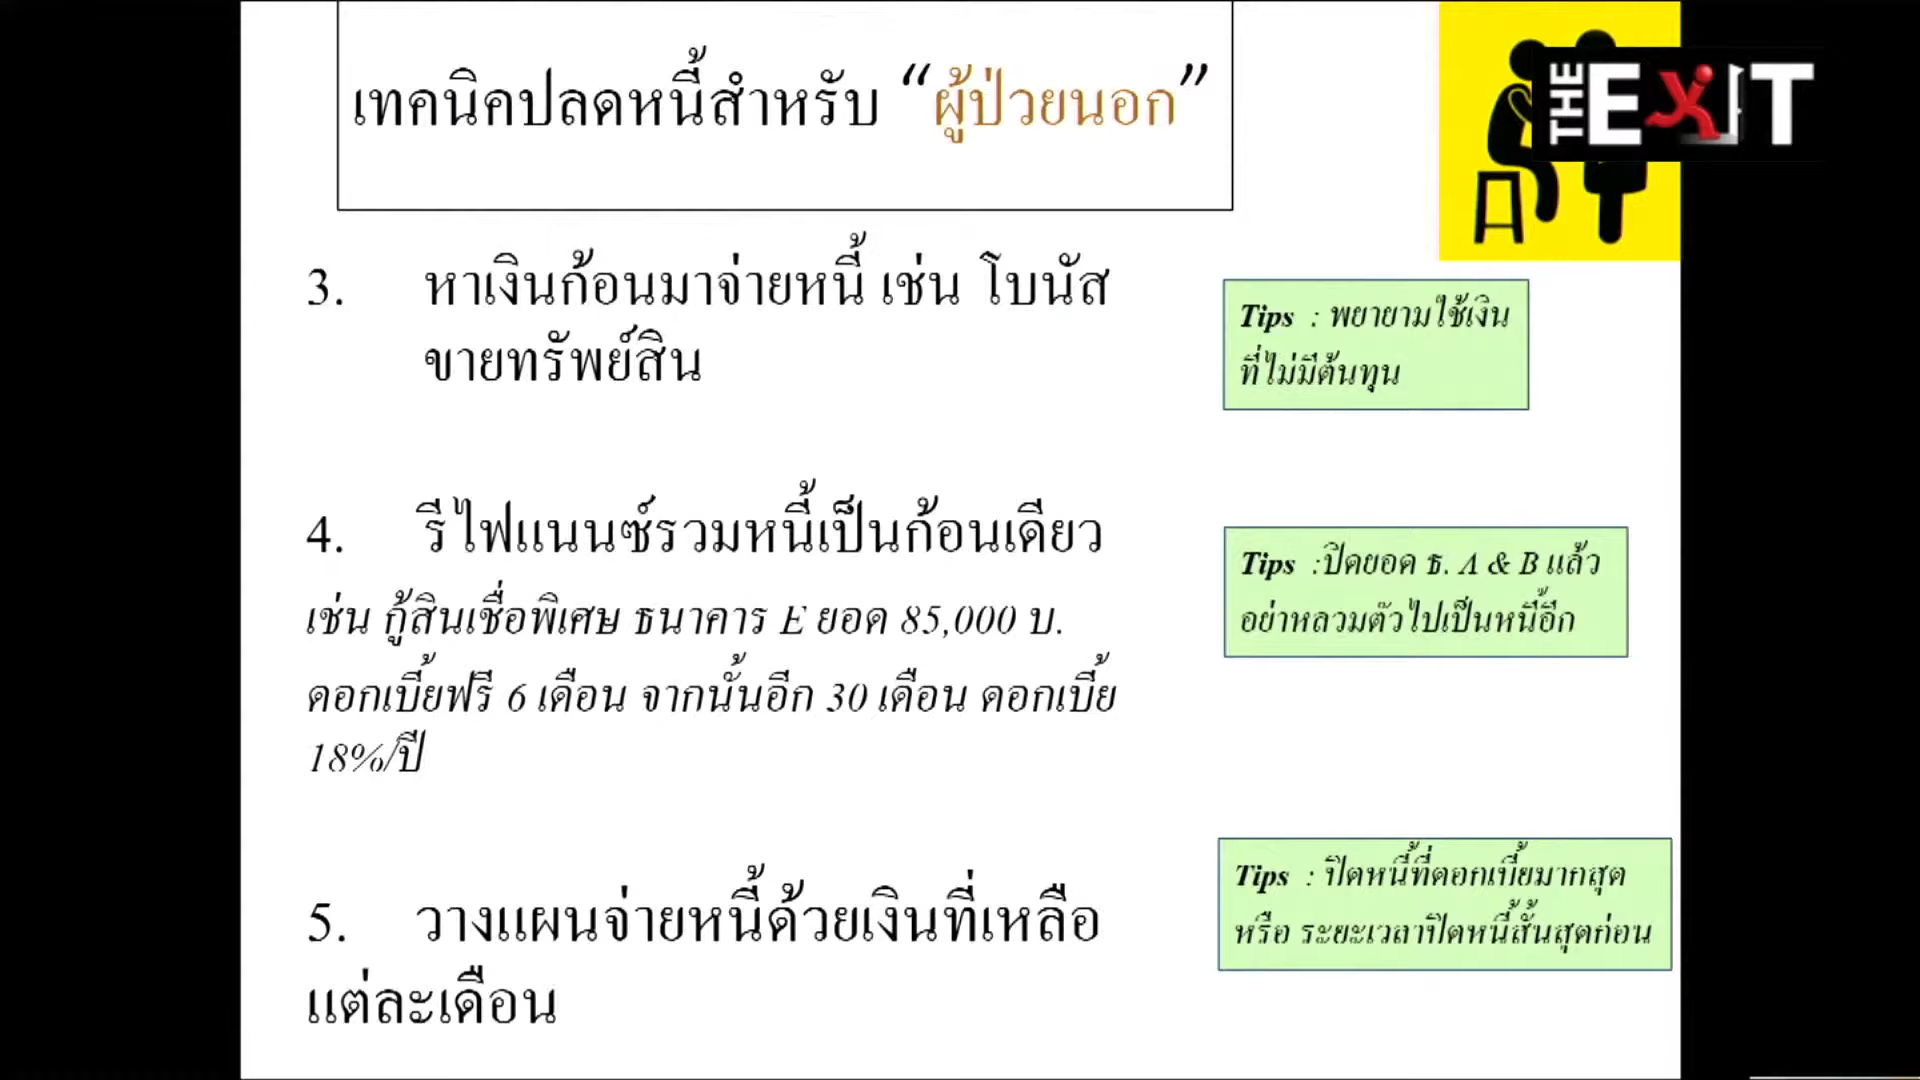 เทคนิคปลดหนี้สำหรับ “ผู้ป่วยนอก”
THE EXIT
3. หาเงินก้อนมาจ่ายหนี้ เช่น โบนัส
ขายทรัพย์สิน
Tips : พยายามใช้เงิน
ที่ไม่มีต้นทุน
4. รีไฟแนนซ์รวมหนี้เป็นก้อนเดียว
เช่น กู้สินเชื่อพิเศษ ธนาคาร E ยอด 85,000 บ.
ดอกเบี้ยฟรี 6 เดือน จากนั้นอีก 30 เดือน ดอกเบี้ย
18%/ปี
Tips :ปิดยอด ธ. A & B แล้ว
อย่าหลวมตัวไปเป็นหนี้อีก
5. วางแผนจ่ายหนี้ด้วยเงินที่เหลือ
แต่ละเดือน
Tips : ปิดหนี้ที่ดอกเบี้ยมากสุด
หรือ ระยะเวลาปิดหนี้สั้นสุดก่อน